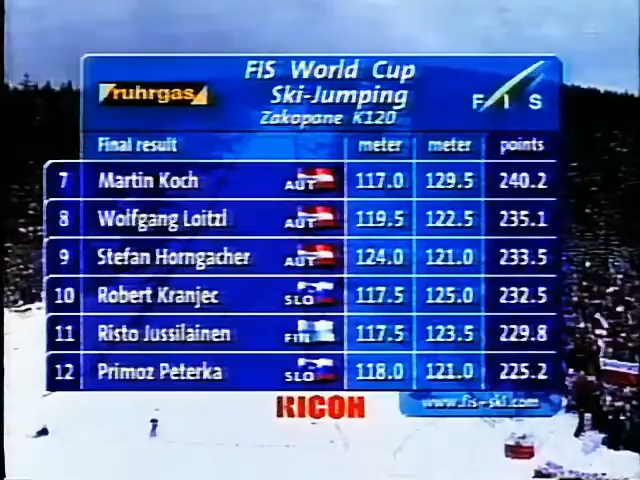 FIS World Cup
ruhrgas
Ski-Jumping
F I S
Zakopane K120
Final result meter meter points
7 Martin Koch AUT 117.0 129.5 240.2
8 Wolfgang Loitzl AUT 119.5 122.5 235.1
9 Stefan Horngacher AUT 124.0 121.0 233.5
10 Robert Kranjec SLO 117.5 125.0 232.5
11 Risto Jussilainen FIN 117.5 123.5 229.8
12 Primoz Peterka SLO 118.0 121.0 225.2
RICOH www.fis-ski.com